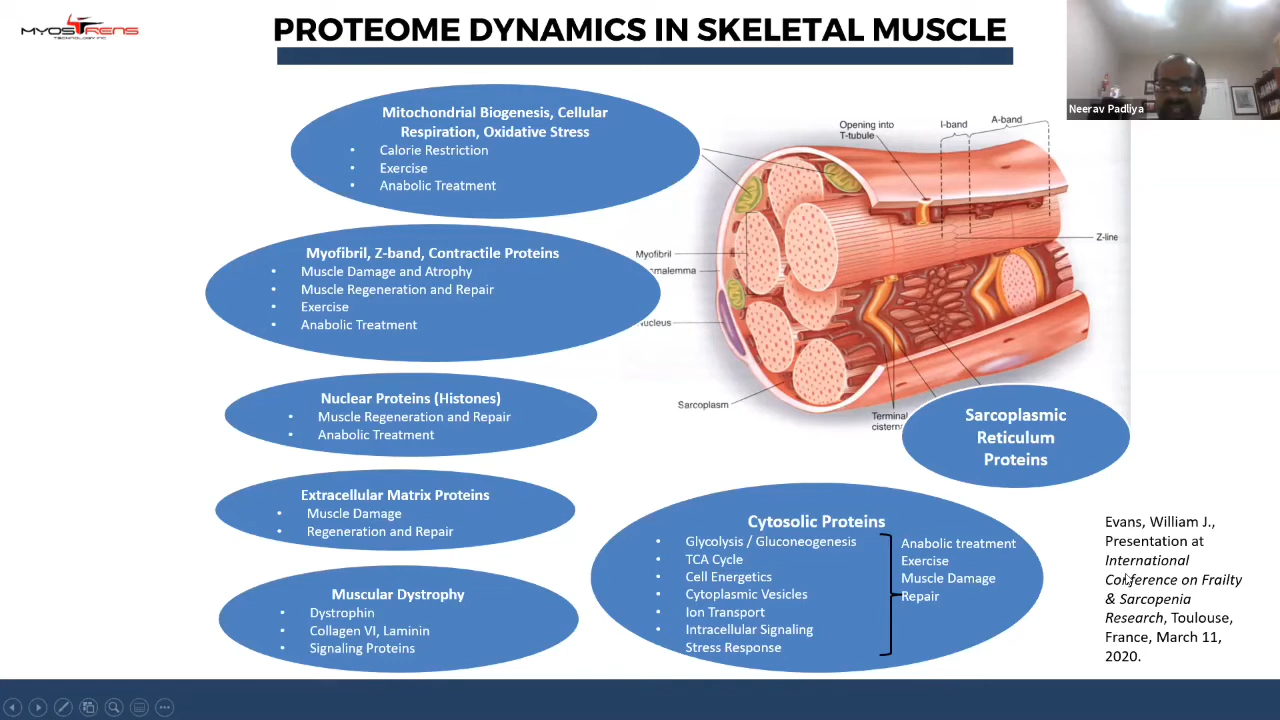 MYOSTRENS
TECHNOLOGY INC
PROTEOME DYNAMICS IN SKELETAL MUSCLE
Neerav Padliya
Mitochondrial Biogenesis, Cellular
Respiration, Oxidative Stress
• Calorie Restriction
• Exercise
• Anabolic Treatment
Myofibril, Z-band, Contractile Proteins
• Muscle Damage and Atrophy
• Muscle Regeneration and Repair
• Exercise
• Anabolic Treatment
Nuclear Proteins (Histones)
• Muscle Regeneration and Repair
• Anabolic Treatment
Extracellular Matrix Proteins
• Muscle Damage
• Regeneration and Repair
Muscular Dystrophy
• Dystrophin
• Collagen VI, Laminin
• Signaling Proteins
Opening into
T-tubule
I-band
A-band
Z-line
Myofibril
malemma
ucleus
Sarcoplasm
Terminal
cistern
Sarcoplasmic
Reticulum
Proteins
Cytosolic Proteins
• Glycolysis / Gluconeogenesis
• TCA Cycle
• Cell Energetics
• Cytoplasmic Vesicles
• Ion Transport
• Intracellular Signaling
Stress Response
Anabolic treatment
Exercise
Muscle Damage
Repair
Evans, William J.,
Presentation at
International
Conference on Frailty
& Sarcopenia
Research, Toulouse,
France, March 11,
2020.